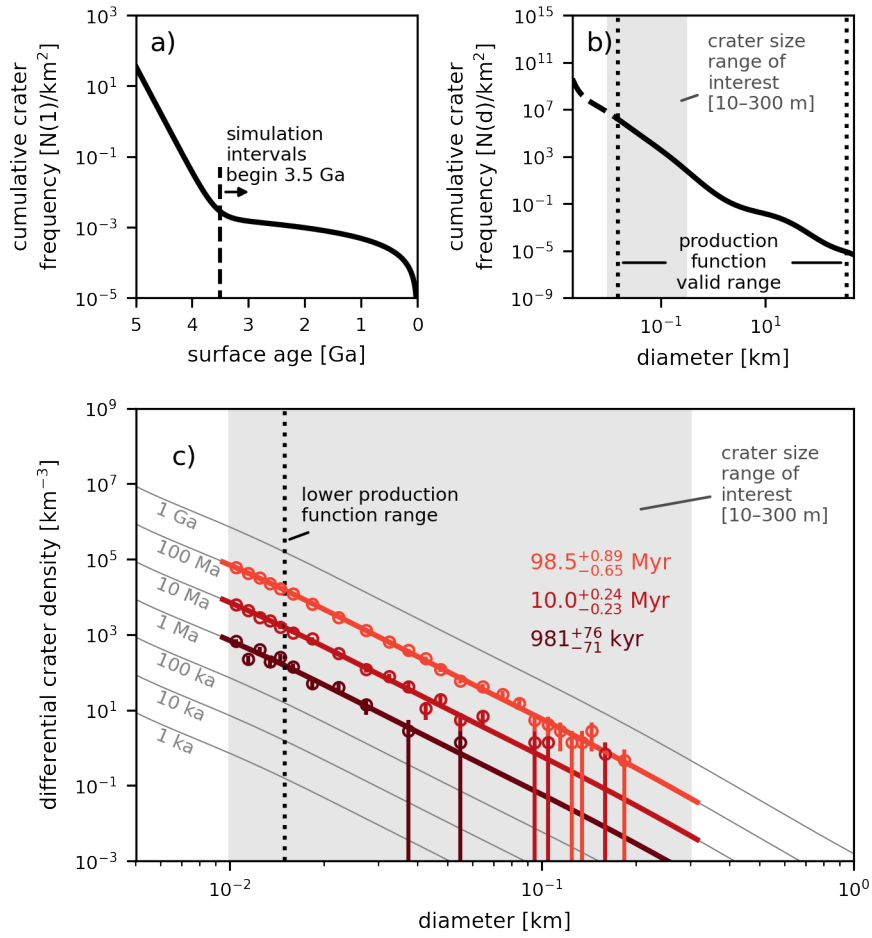 a)
cumulative crater
frequency [N(1)/km²]
10³
10¹
10⁻¹
10⁻³
10⁻⁵
simulation
intervals
begin 3.5 Ga
5 4 3 2 1 0
surface age [Ga]
b)
cumulative crater
frequency [N(d)/km²]
10¹⁵
10¹¹
10⁷
10³
10⁻¹
10⁻⁵
10⁻⁹
crater size
range of
interest
[10–300 m]
production
function
valid range
10⁻¹ 10¹
diameter [km]
c)
differential crater density [km⁻³]
10⁹
10⁷
10⁵
10³
10¹
10⁻¹
10⁻³
lower production
function range
crater size
range of
interest
[10–300 m]
1 Ga
100 Ma
10 Ma
1 Ma
100 ka
10 ka
1 ka
98.5⁺⁰·⁸⁹₋₀.₆₅ Myr
10.0⁺⁰·²⁴₋₀.₂₃ Myr
981⁺⁷⁶₋₇₁ kyr
10⁻² 10⁻¹ 10⁰
diameter [km]